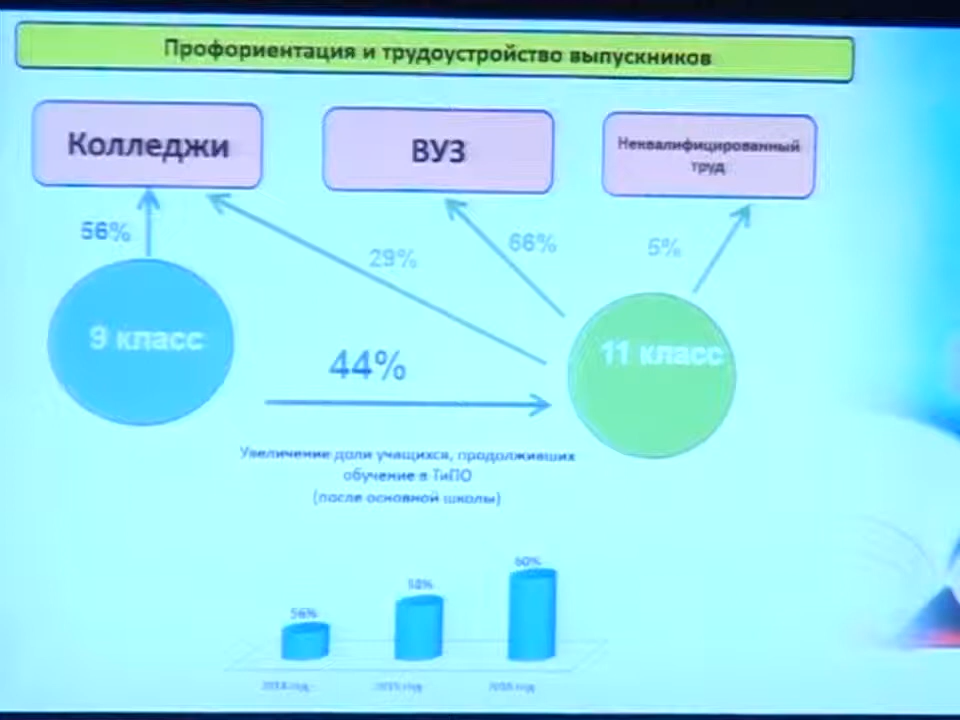 Профориентация и трудоустройство выпускников
Колледжи
ВУЗ
Неквалифицированный
труд
56%
29%
66%
5%
9 класс
11 класс
44%
Увеличение доли учащихся, продолживших
обучение в ТиПО
(после основной школы)
56%
58%
60%